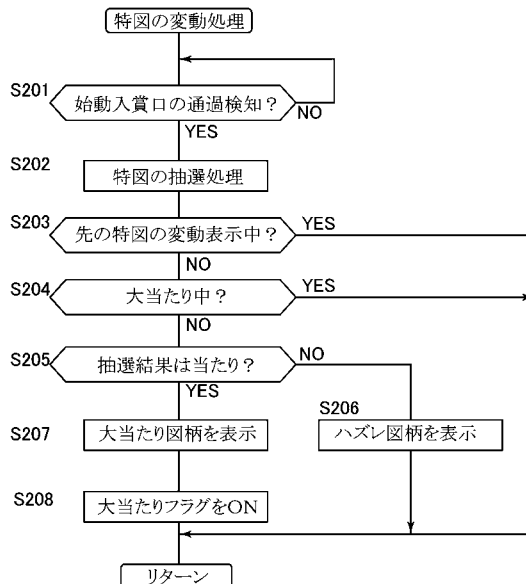 特図の変動処理
S201
始動入賞口の通過検知？
NO
YES
S202
特図の抽選処理
S203
先の特図の変動表示中？
YES
NO
S204
大当たり中？
YES
NO
S205
抽選結果は当たり？
NO
YES
S206
S207
大当たり図柄を表示
ハズレ図柄を表示
S208
大当たりフラグをON
リターン